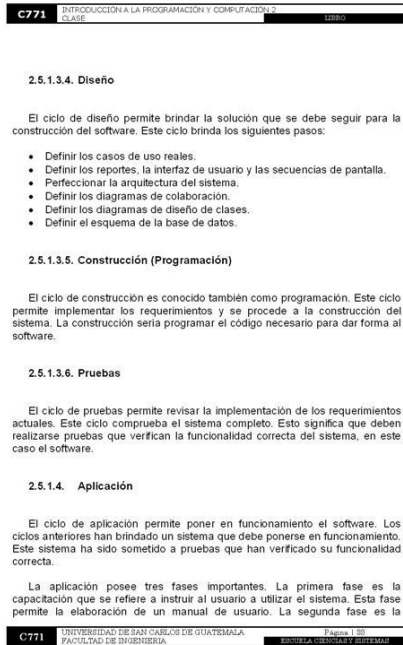 C771 INTRODUCCIÓN A LA PROGRAMACIÓN Y COMPUTACIÓN 2
CLASE LIBRO
2.5.1.3.4. Diseño
El ciclo de diseño permite brindar la solución que se debe seguir para la
construcción del software. Este ciclo brinda los siguientes pasos:
• Definir los casos de uso reales.
• Definir los reportes, la interfaz de usuario y las secuencias de pantalla.
• Perfeccionar la arquitectura del sistema.
• Definir los diagramas de colaboración.
• Definir los diagramas de diseño de clases.
• Definir el esquema de la base de datos.
2.5.1.3.5. Construcción (Programación)
El ciclo de construcción es conocido también como programación. Este ciclo
permite implementar los requerimientos y se procede a la construcción del
sistema. La construcción seria programar el código necesario para dar forma al
software.
2.5.1.3.6. Pruebas
El ciclo de pruebas permite revisar la implementación de los requerimientos
actuales. Este ciclo comprueba el sistema completo. Esto significa que deben
realizarse pruebas que verifican la funcionalidad correcta del sistema, en este
caso el software.
2.5.1.4. Aplicación
El ciclo de aplicación permite poner en funcionamiento el software. Los
ciclos anteriores han brindado un sistema que debe ponerse en funcionamiento.
Este sistema ha sido sometido a pruebas que han verificado su funcionalidad
correcta.
La aplicación posee tres fases importantes. La primera fase es la
capacitación que se refiere a instruir al usuario a utilizar el sistema. Esta fase
permite la elaboración de un manual de usuario. La segunda fase es la
C771 UNIVERSIDAD DE SAN CARLOS DE GUATEMALA Página | 33
FACULTAD DE INGENIERIA ESCUELA CIENCIAS Y SISTEMAS